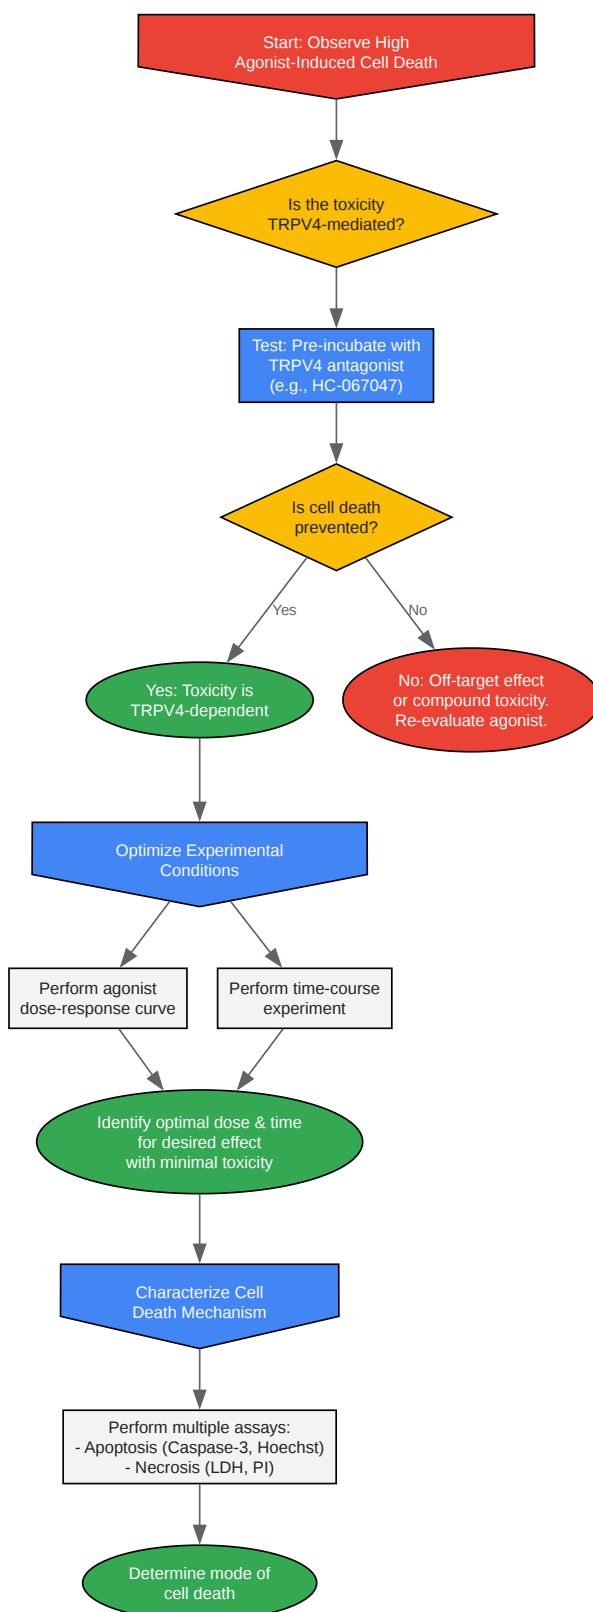 Start: Observe High
Agonist-Induced Cell Death
Is the toxicity
TRPV4-mediated?
Test: Pre-incubate with
TRPV4 antagonist
(e.g., HC-067047)
Is cell death
prevented?
Yes
No
Yes: Toxicity is
TRPV4-dependent
No: Off-target effect
or compound toxicity.
Re-evaluate agonist.
Optimize Experimental
Conditions
Perform agonist
dose-response curve
Perform time-course
experiment
Identify optimal dose & time
for desired effect
with minimal toxicity
Characterize Cell
Death Mechanism
Perform multiple assays:
- Apoptosis (Caspase-3, Hoechst)
- Necrosis (LDH, PI)
Determine mode of
cell death